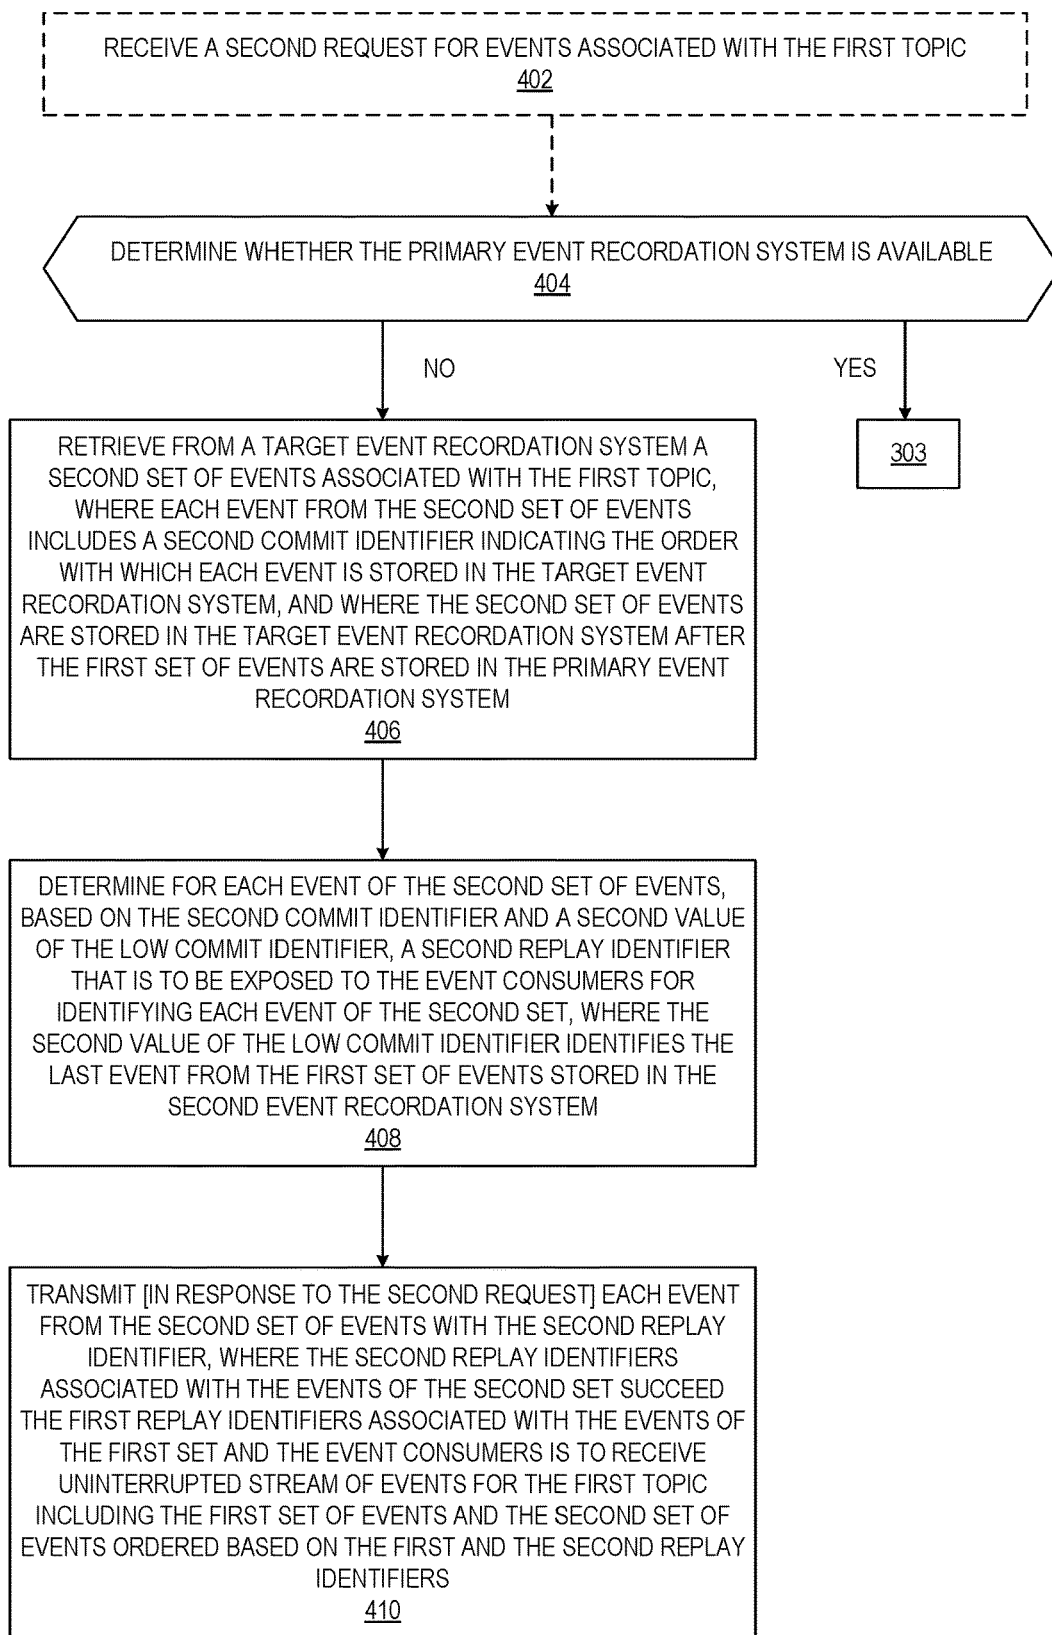 RECEIVE A SECOND REQUEST FOR EVENTS ASSOCIATED WITH THE FIRST TOPIC
402
DETERMINE WHETHER THE PRIMARY EVENT RECORDATION SYSTEM IS AVAILABLE
404
NO
YES
303
RETRIEVE FROM A TARGET EVENT RECORDATION SYSTEM A
SECOND SET OF EVENTS ASSOCIATED WITH THE FIRST TOPIC,
WHERE EACH EVENT FROM THE SECOND SET OF EVENTS
INCLUDES A SECOND COMMIT IDENTIFIER INDICATING THE ORDER
WITH WHICH EACH EVENT IS STORED IN THE TARGET EVENT
RECORDATION SYSTEM, AND WHERE THE SECOND SET OF EVENTS
ARE STORED IN THE TARGET EVENT RECORDATION SYSTEM AFTER
THE FIRST SET OF EVENTS ARE STORED IN THE PRIMARY EVENT
RECORDATION SYSTEM
406
DETERMINE FOR EACH EVENT OF THE SECOND SET OF EVENTS,
BASED ON THE SECOND COMMIT IDENTIFIER AND A SECOND VALUE
OF THE LOW COMMIT IDENTIFIER, A SECOND REPLAY IDENTIFIER
THAT IS TO BE EXPOSED TO THE EVENT CONSUMERS FOR
IDENTIFYING EACH EVENT OF THE SECOND SET, WHERE THE
SECOND VALUE OF THE LOW COMMIT IDENTIFIER IDENTIFIES THE
LAST EVENT FROM THE FIRST SET OF EVENTS STORED IN THE
SECOND EVENT RECORDATION SYSTEM
408
TRANSMIT [IN RESPONSE TO THE SECOND REQUEST] EACH EVENT
FROM THE SECOND SET OF EVENTS WITH THE SECOND REPLAY
IDENTIFIER, WHERE THE SECOND REPLAY IDENTIFIERS
ASSOCIATED WITH THE EVENTS OF THE SECOND SET SUCCEED
THE FIRST REPLAY IDENTIFIERS ASSOCIATED WITH THE EVENTS OF
THE FIRST SET AND THE EVENT CONSUMERS IS TO RECEIVE
UNINTERRUPTED STREAM OF EVENTS FOR THE FIRST TOPIC
INCLUDING THE FIRST SET OF EVENTS AND THE SECOND SET OF
EVENTS ORDERED BASED ON THE FIRST AND THE SECOND REPLAY
IDENTIFIERS
410